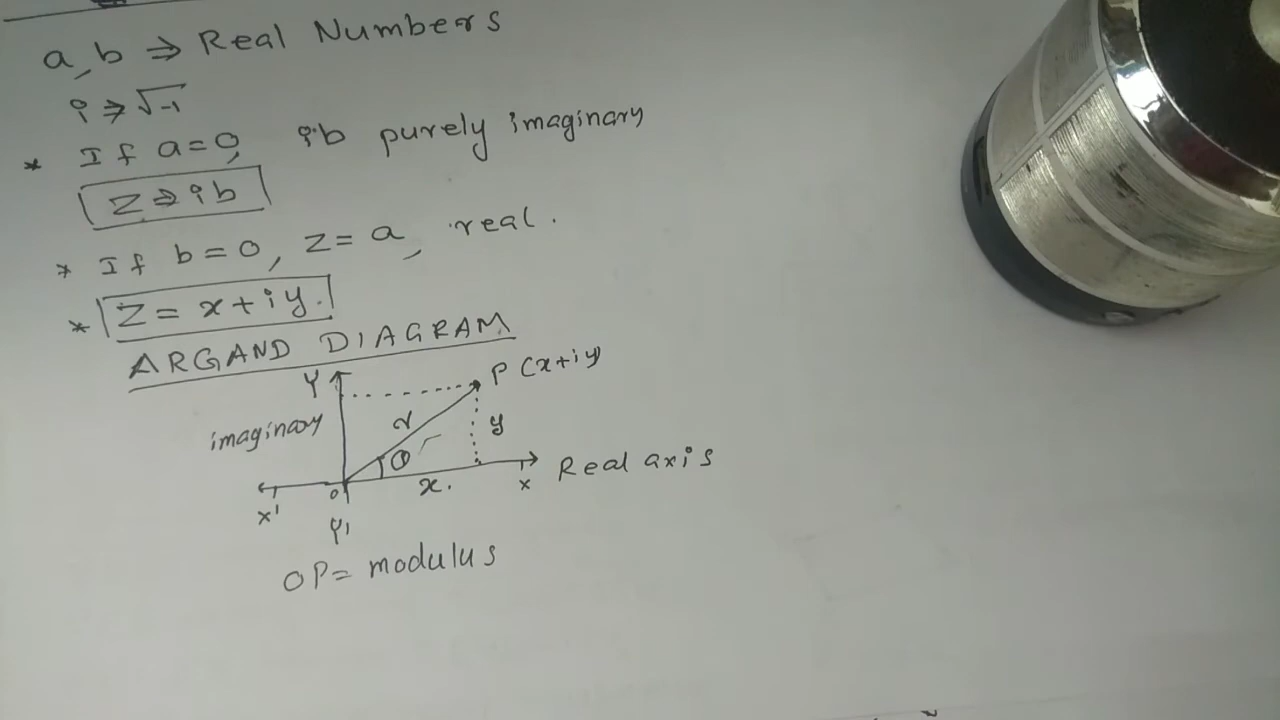 a, b ⇒ Real Numbers
i ⇒ √-1
* If a=0, ib purely imaginary
Z ⇒ ib
* If b=0, Z=a, real.
* Z = x+iy.
ARGAND DIAGRAM
Y P (x+iy)
imaginary r y
θ
X' O x. X Real axis
Y'
OP= modulus